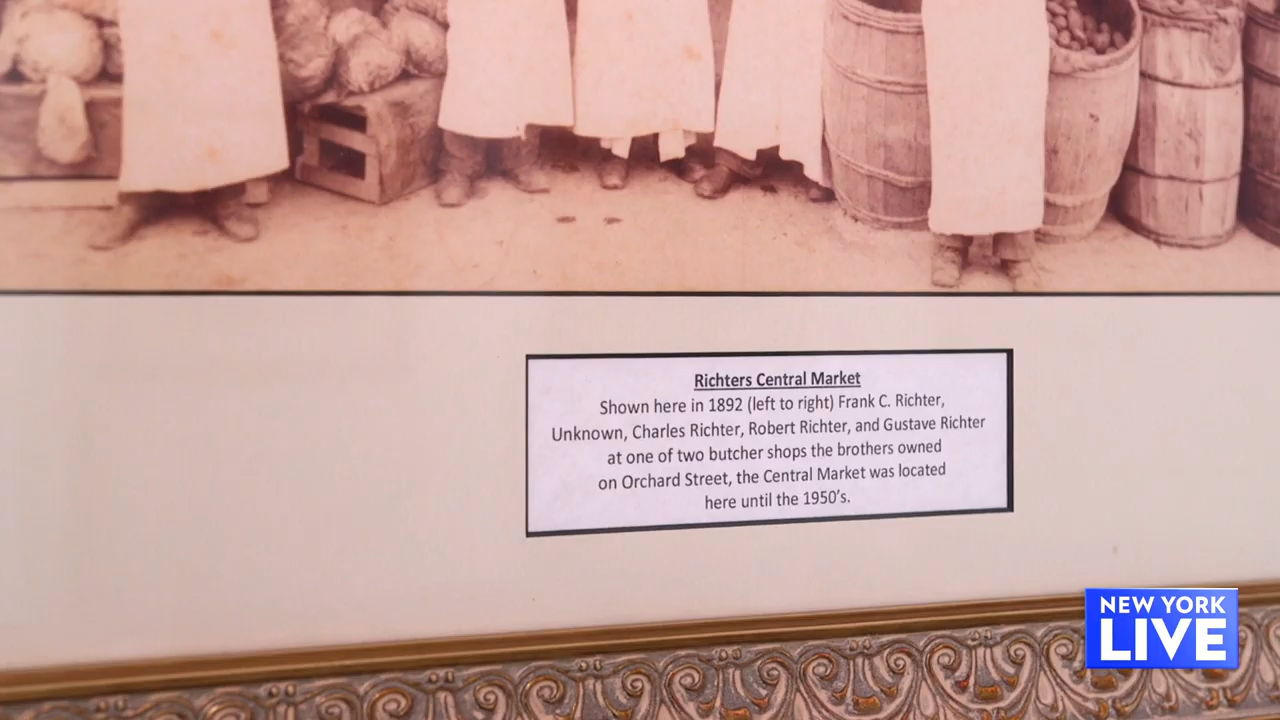 Richters Central Market
Shown here in 1892 (left to right) Frank C. Richter,
Unknown, Charles Richter, Robert Richter, and Gustave Richter
at one of two butcher shops the brothers owned
on Orchard Street, the Central Market was located
here until the 1950's.
NEW YORK
LIVE